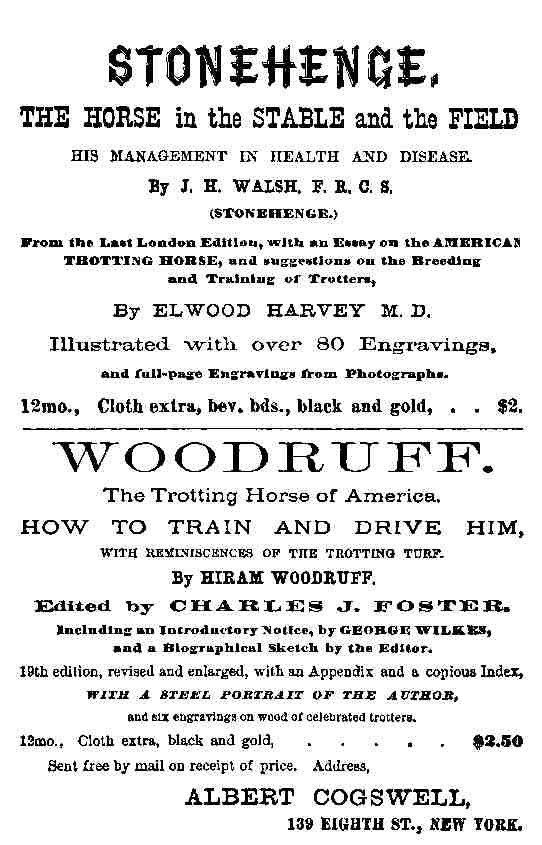 STONEHENGE,
THE HORSE in the STABLE and the FIELD
HIS MANAGEMENT IN HEALTH AND DISEASE.
By J. H. WALSH, F. R. C. S.
(STONEHENGE.)
From the Last London Edition, with an Essay on the AMERICAN
TROTTING HORSE, and suggestions on the Breeding
and Training of Trotters,
By ELWOOD HARVEY M. D.
Illustrated with over 80 Engravings,
and full-page Engravings from Photographs.
12mo., Cloth extra, bev. bds., black and gold, . . $2.
WOODRUFF.
The Trotting Horse of America,
HOW TO TRAIN AND DRIVE HIM,
WITH REMINISCENCES OF THE TROTTING TURF.
By HIRAM WOODRUFF.
Edited by CHARLES J. FOSTER.
Including an Introductory Notice, by GEORGE WILKES,
and a Biographical Sketch by the Editor.
19th edition, revised and enlarged, with an Appendix and a copious Index,
WITH A STEEL PORTRAIT OF THE AUTHOR,
and six engravings on wood of celebrated trotters.
12mo., Cloth extra, black and gold, . . . . . $2.50
Sent free by mail on receipt of price. Address,
ALBERT COGSWELL,
139 EIGHTH ST., NEW YORK.